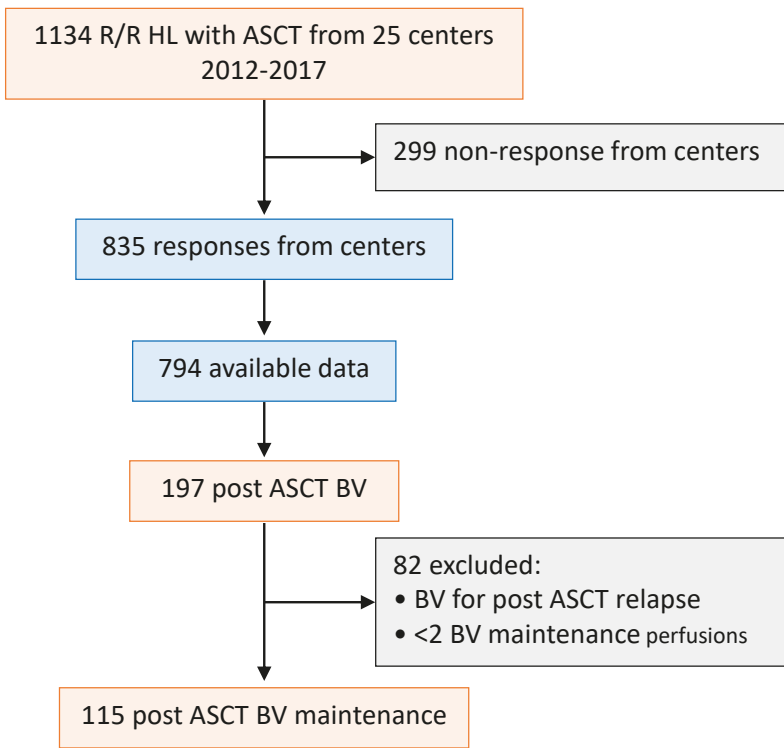 1134 R/R HL with ASCT from 25 centers
2012-2017
299 non-response from centers
835 responses from centers
794 available data
197 post ASCT BV
82 excluded:
• BV for post ASCT relapse
• <2 BV maintenance perfusions
115 post ASCT BV maintenance